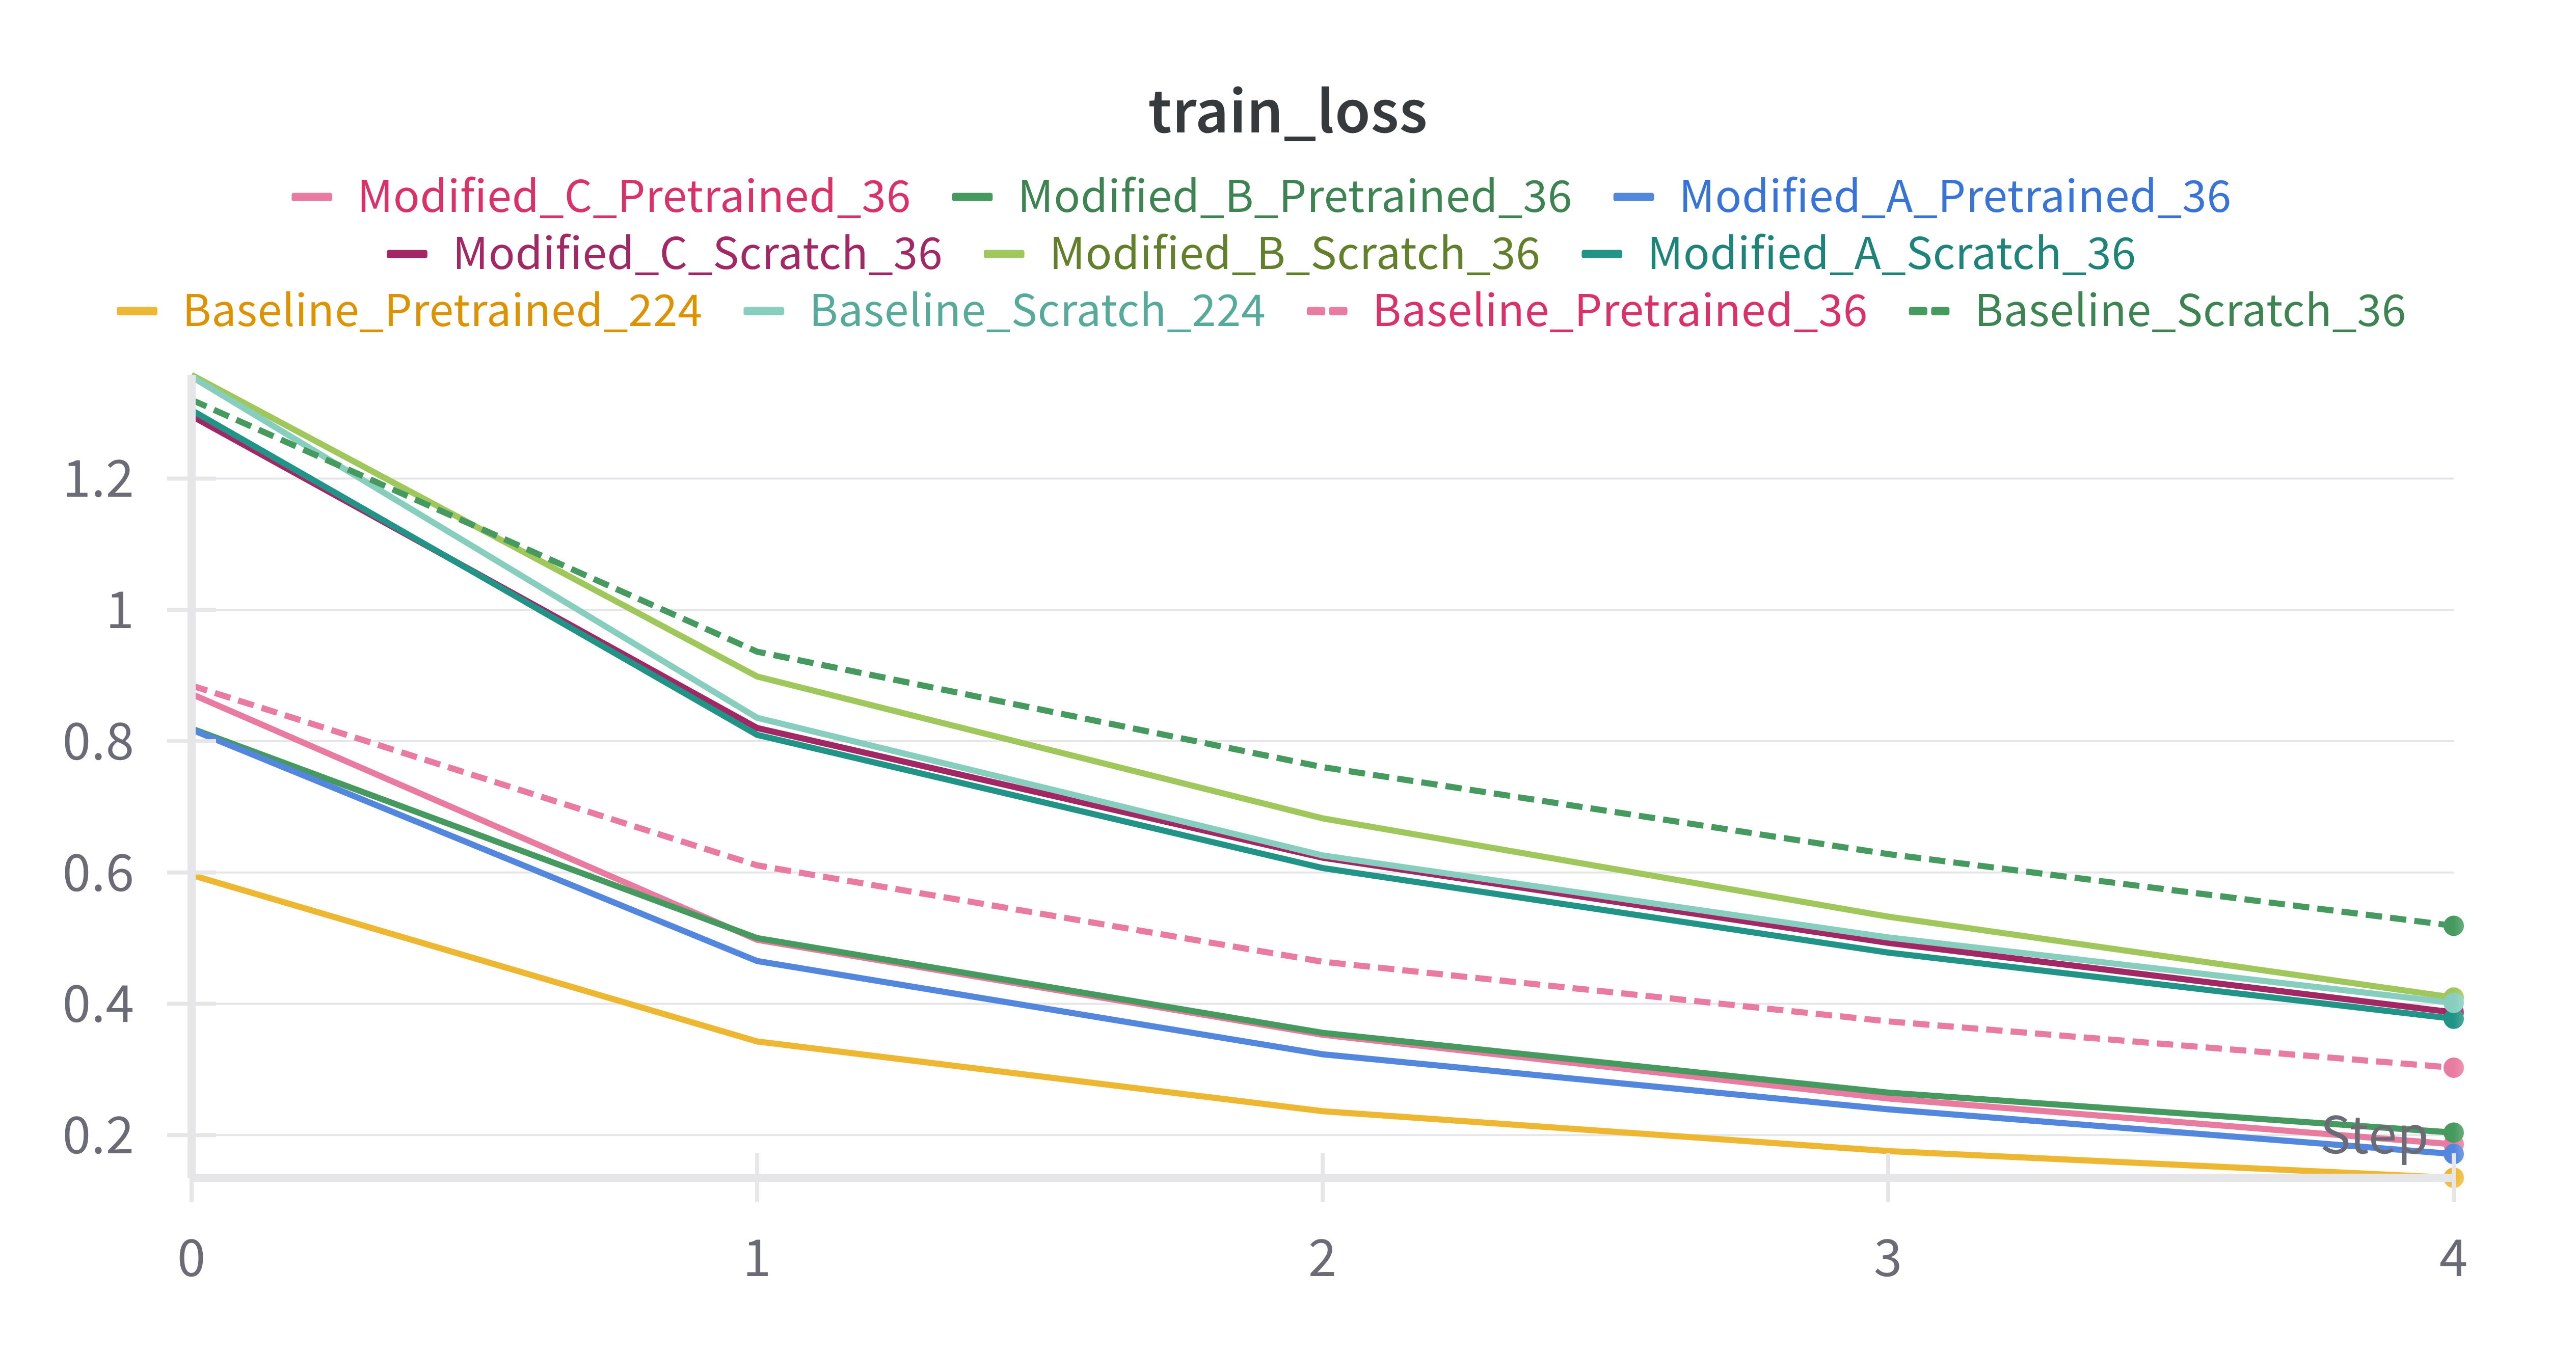 train_loss
Modified_C_Pretrained_36 Modified_B_Pretrained_36 Modified_A_Pretrained_36
Modified_C_Scratch_36 Modified_B_Scratch_36 Modified_A_Scratch_36
Baseline_Pretrained_224 Baseline_Scratch_224 Baseline_Pretrained_36 Baseline_Scratch_36
1.2
1
0.8
0.6
0.4
0.2
Step
0 1 2 3 4